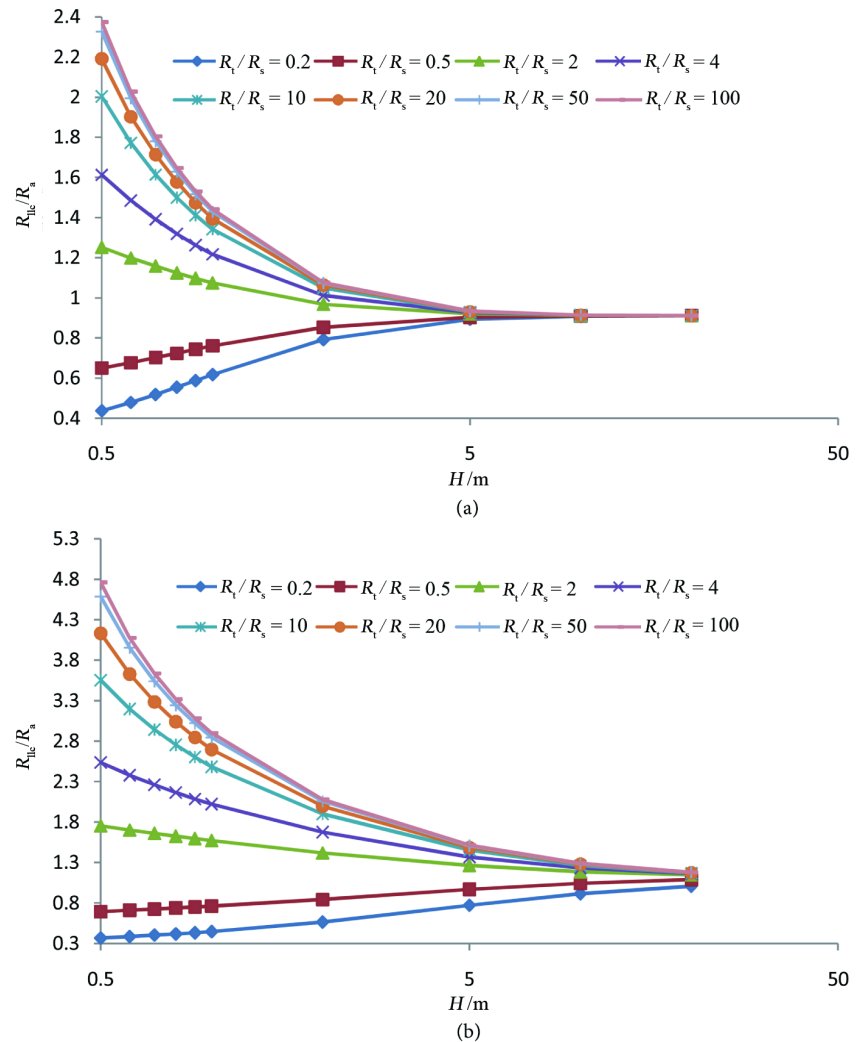 2.4
2.2
2
1.8
1.6
1.4
1.2
1
0.8
0.6
0.4
R_llc/R_a
R_t/R_s = 0.2 R_t/R_s = 0.5 R_t/R_s = 2 R_t/R_s = 4
R_t/R_s = 10 R_t/R_s = 20 R_t/R_s = 50 R_t/R_s = 100
0.5 5 50
H/m
(a)
5.3
4.8
4.3
3.8
3.3
2.8
2.3
1.8
1.3
0.8
0.3
R_llc/R_a
R_t/R_s = 0.2 R_t/R_s = 0.5 R_t/R_s = 2 R_t/R_s = 4
R_t/R_s = 10 R_t/R_s = 20 R_t/R_s = 50 R_t/R_s = 100
0.5 5 50
H/m
(b)